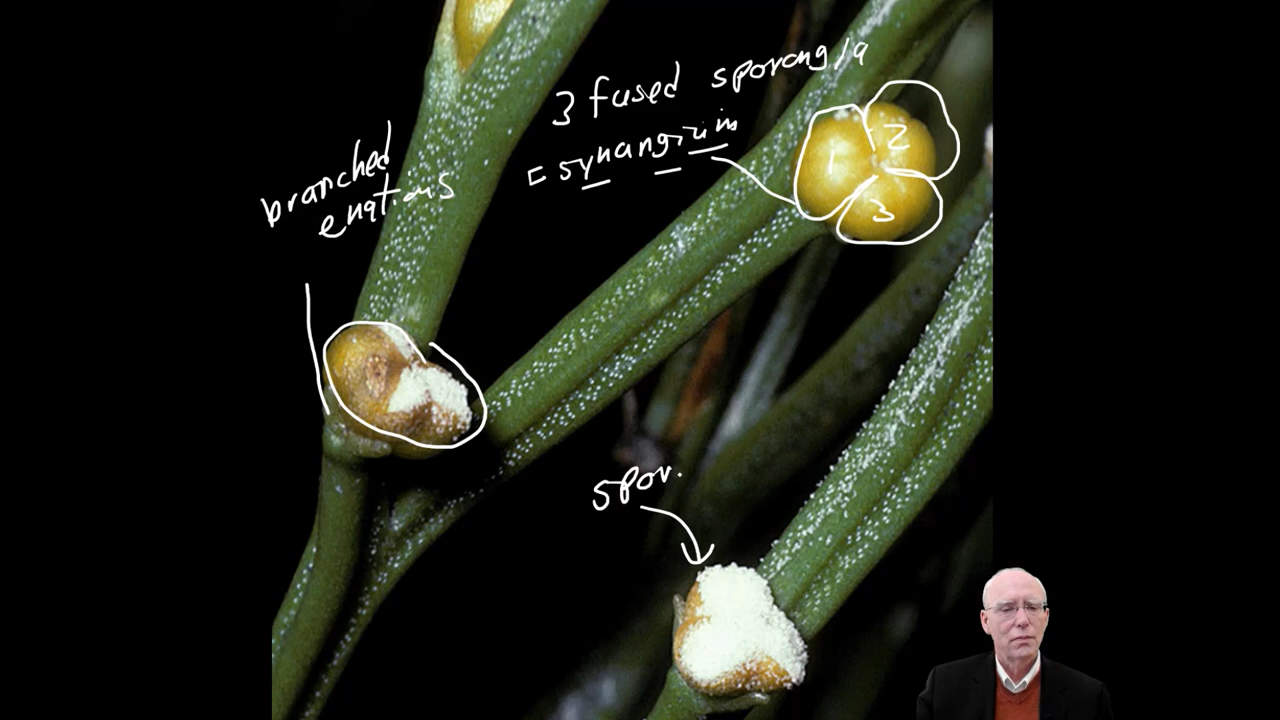 3 fused sporangia
= synangium
branched
enations
1
2
3
spor.